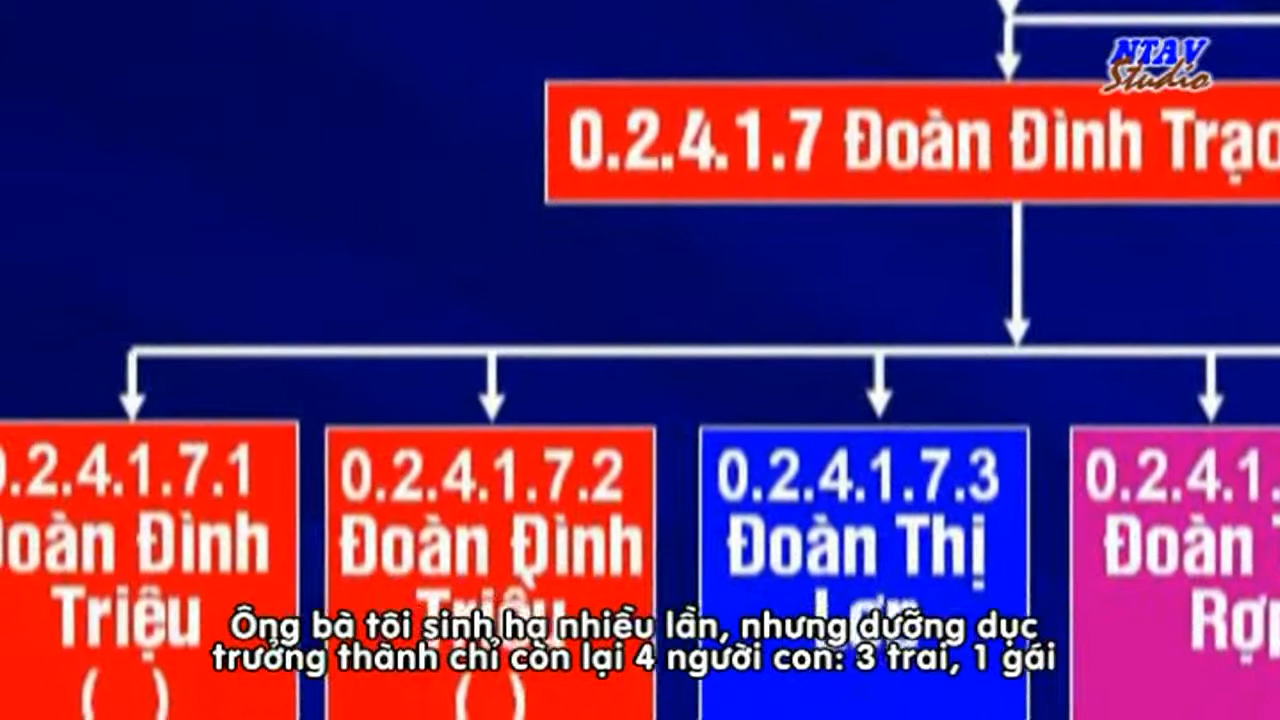 NTAV
Studio
0.2.4.1.7 Đoàn Đình Trạc
0.2.4.1.7.1
Đoàn Đình
Triệu
( )
0.2.4.1.7.2
Đoàn Đình
( )
0.2.4.1.7.3
Đoàn Thị
0.2.4.1.
Đoàn
Rợp
Ông bà tôi sinh hạ nhiều lần, nhưng dưỡng dục
trưởng thành chỉ còn lại 4 người con: 3 trai, 1 gái